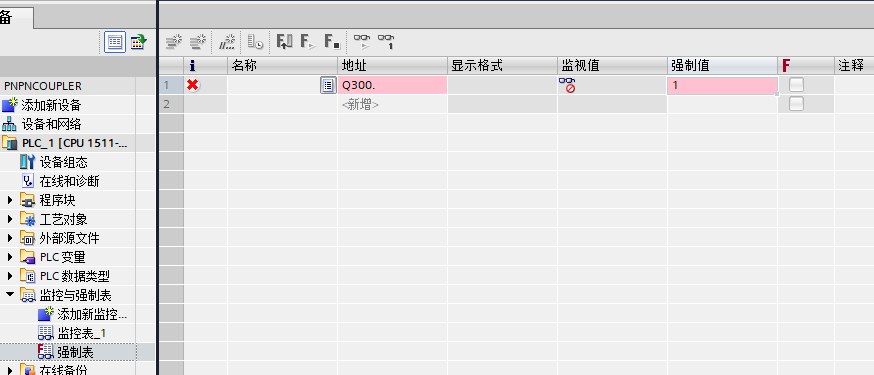 备
PNPNCOUPLER
添加新设备
设备和网络
PLC_1 [CPU 1511-...
设备组态
在线和诊断
程序块
工艺对象
外部源文件
PLC 变量
PLC 数据类型
监控与强制表
添加新监控...
监控表_1
强制表
在线备份
i 名称 地址 显示格式 监视值 强制值 F 注释
1 Q300. 1
2 <新增>